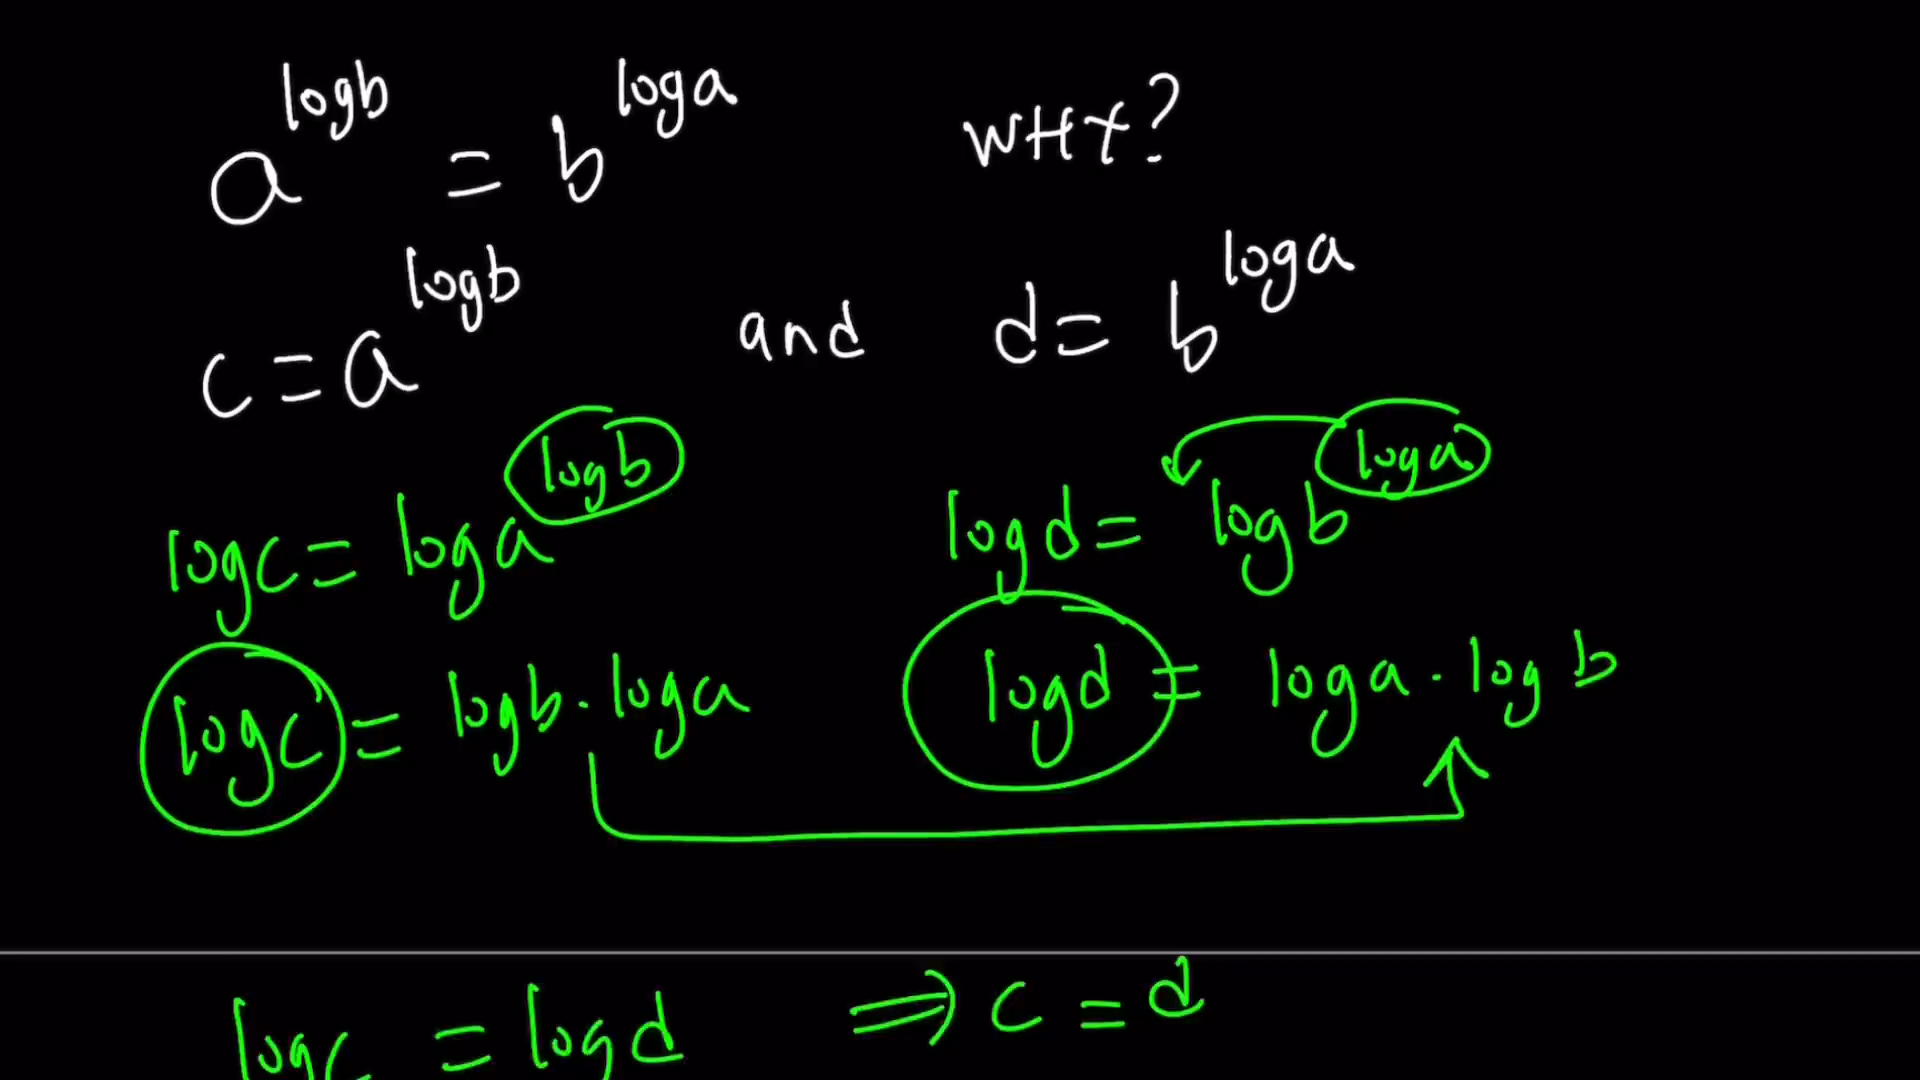 a^logb = b^loga WHY?
c = a^logb and d = b^loga
logc = loga^logb logd = logb^loga
logc = logb · loga logd = loga · logb
logc = logd ⇒ c = d